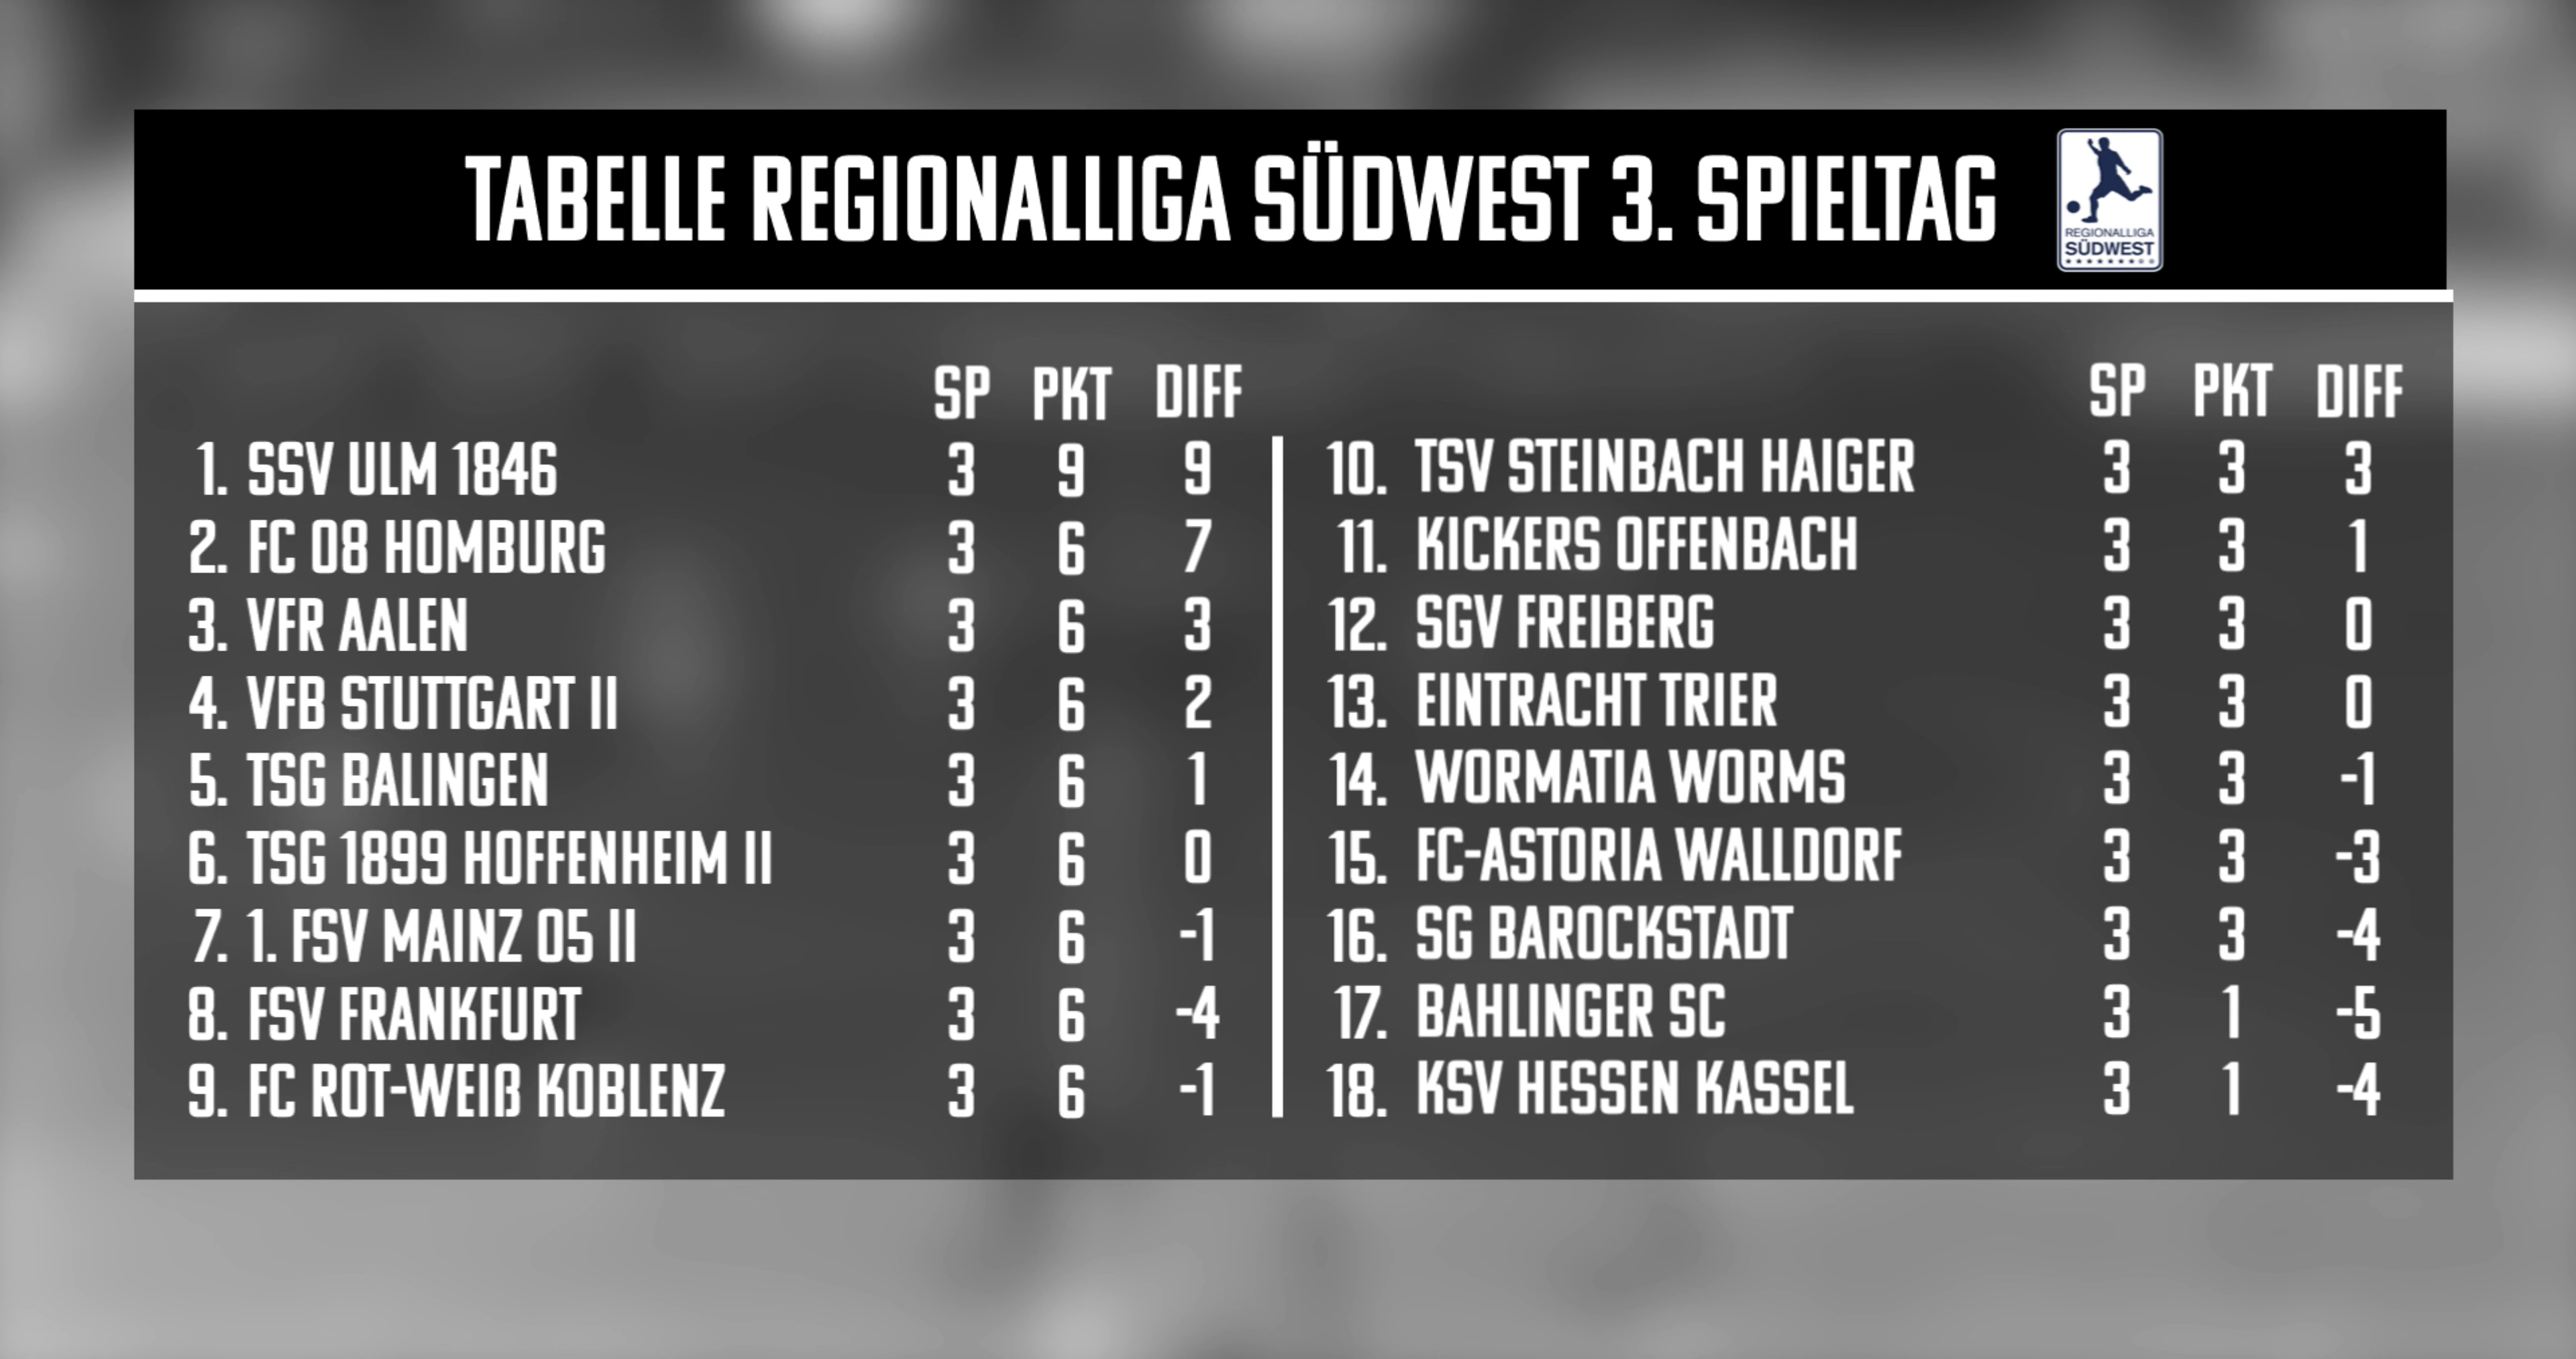 TABELLE REGIONALLIGA SÜDWEST 3. SPIELTAG
REGIONALLIGA
SÜDWEST
SP PKT DIFF
1. SSV ULM 1846 3 9 9
2. FC 08 HOMBURG 3 6 7
3. VFR AALEN 3 6 3
4. VFB STUTTGART II 3 6 2
5. TSG BALINGEN 3 6 1
6. TSG 1899 HOFFENHEIM II 3 6 0
7. 1. FSV MAINZ 05 II 3 6 -1
8. FSV FRANKFURT 3 6 -4
9. FC ROT-WEIß KOBLENZ 3 6 -1
SP PKT DIFF
10. TSV STEINBACH HAIGER 3 3 3
11. KICKERS OFFENBACH 3 3 1
12. SGV FREIBERG 3 3 0
13. EINTRACHT TRIER 3 3 0
14. WORMATIA WORMS 3 3 -1
15. FC-ASTORIA WALLDORF 3 3 -3
16. SG BAROCKSTADT 3 3 -4
17. BAHLINGER SC 3 1 -5
18. KSV HESSEN KASSEL 3 1 -4